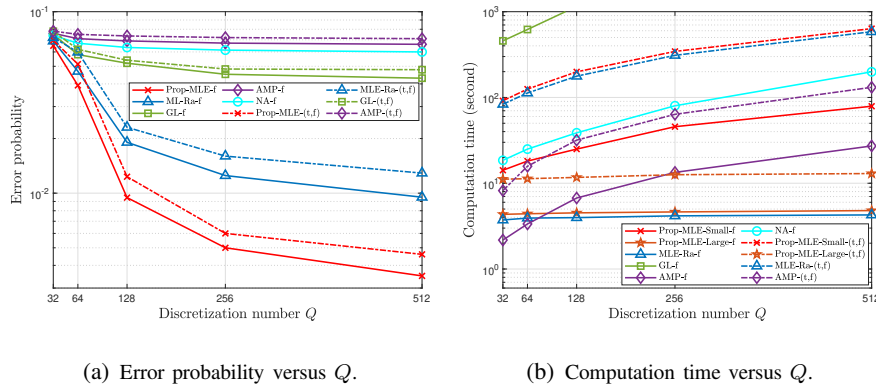 10^-1
10^-2
Error probability
Prop-MLE-f
ML-Ra-f
GL-f
AMP-f
NA-f
Prop-MLE-(t,f)
MLE-Ra-(t,f)
GL-(t,f)
AMP-(t,f)
32 64 128 256 512
Discretization number Q
(a) Error probability versus Q.
10^3
10^2
10^1
10^0
Computation time (second)
Prop-MLE-Small-f
Prop-MLE-Large-f
MLE-Ra-f
GL-f
AMP-f
NA-f
Prop-MLE-Small-(t,f)
Prop-MLE-Large-(t,f)
MLE-Ra-(t,f)
AMP-(t,f)
32 64 128 256 512
Discretization number Q
(b) Computation time versus Q.